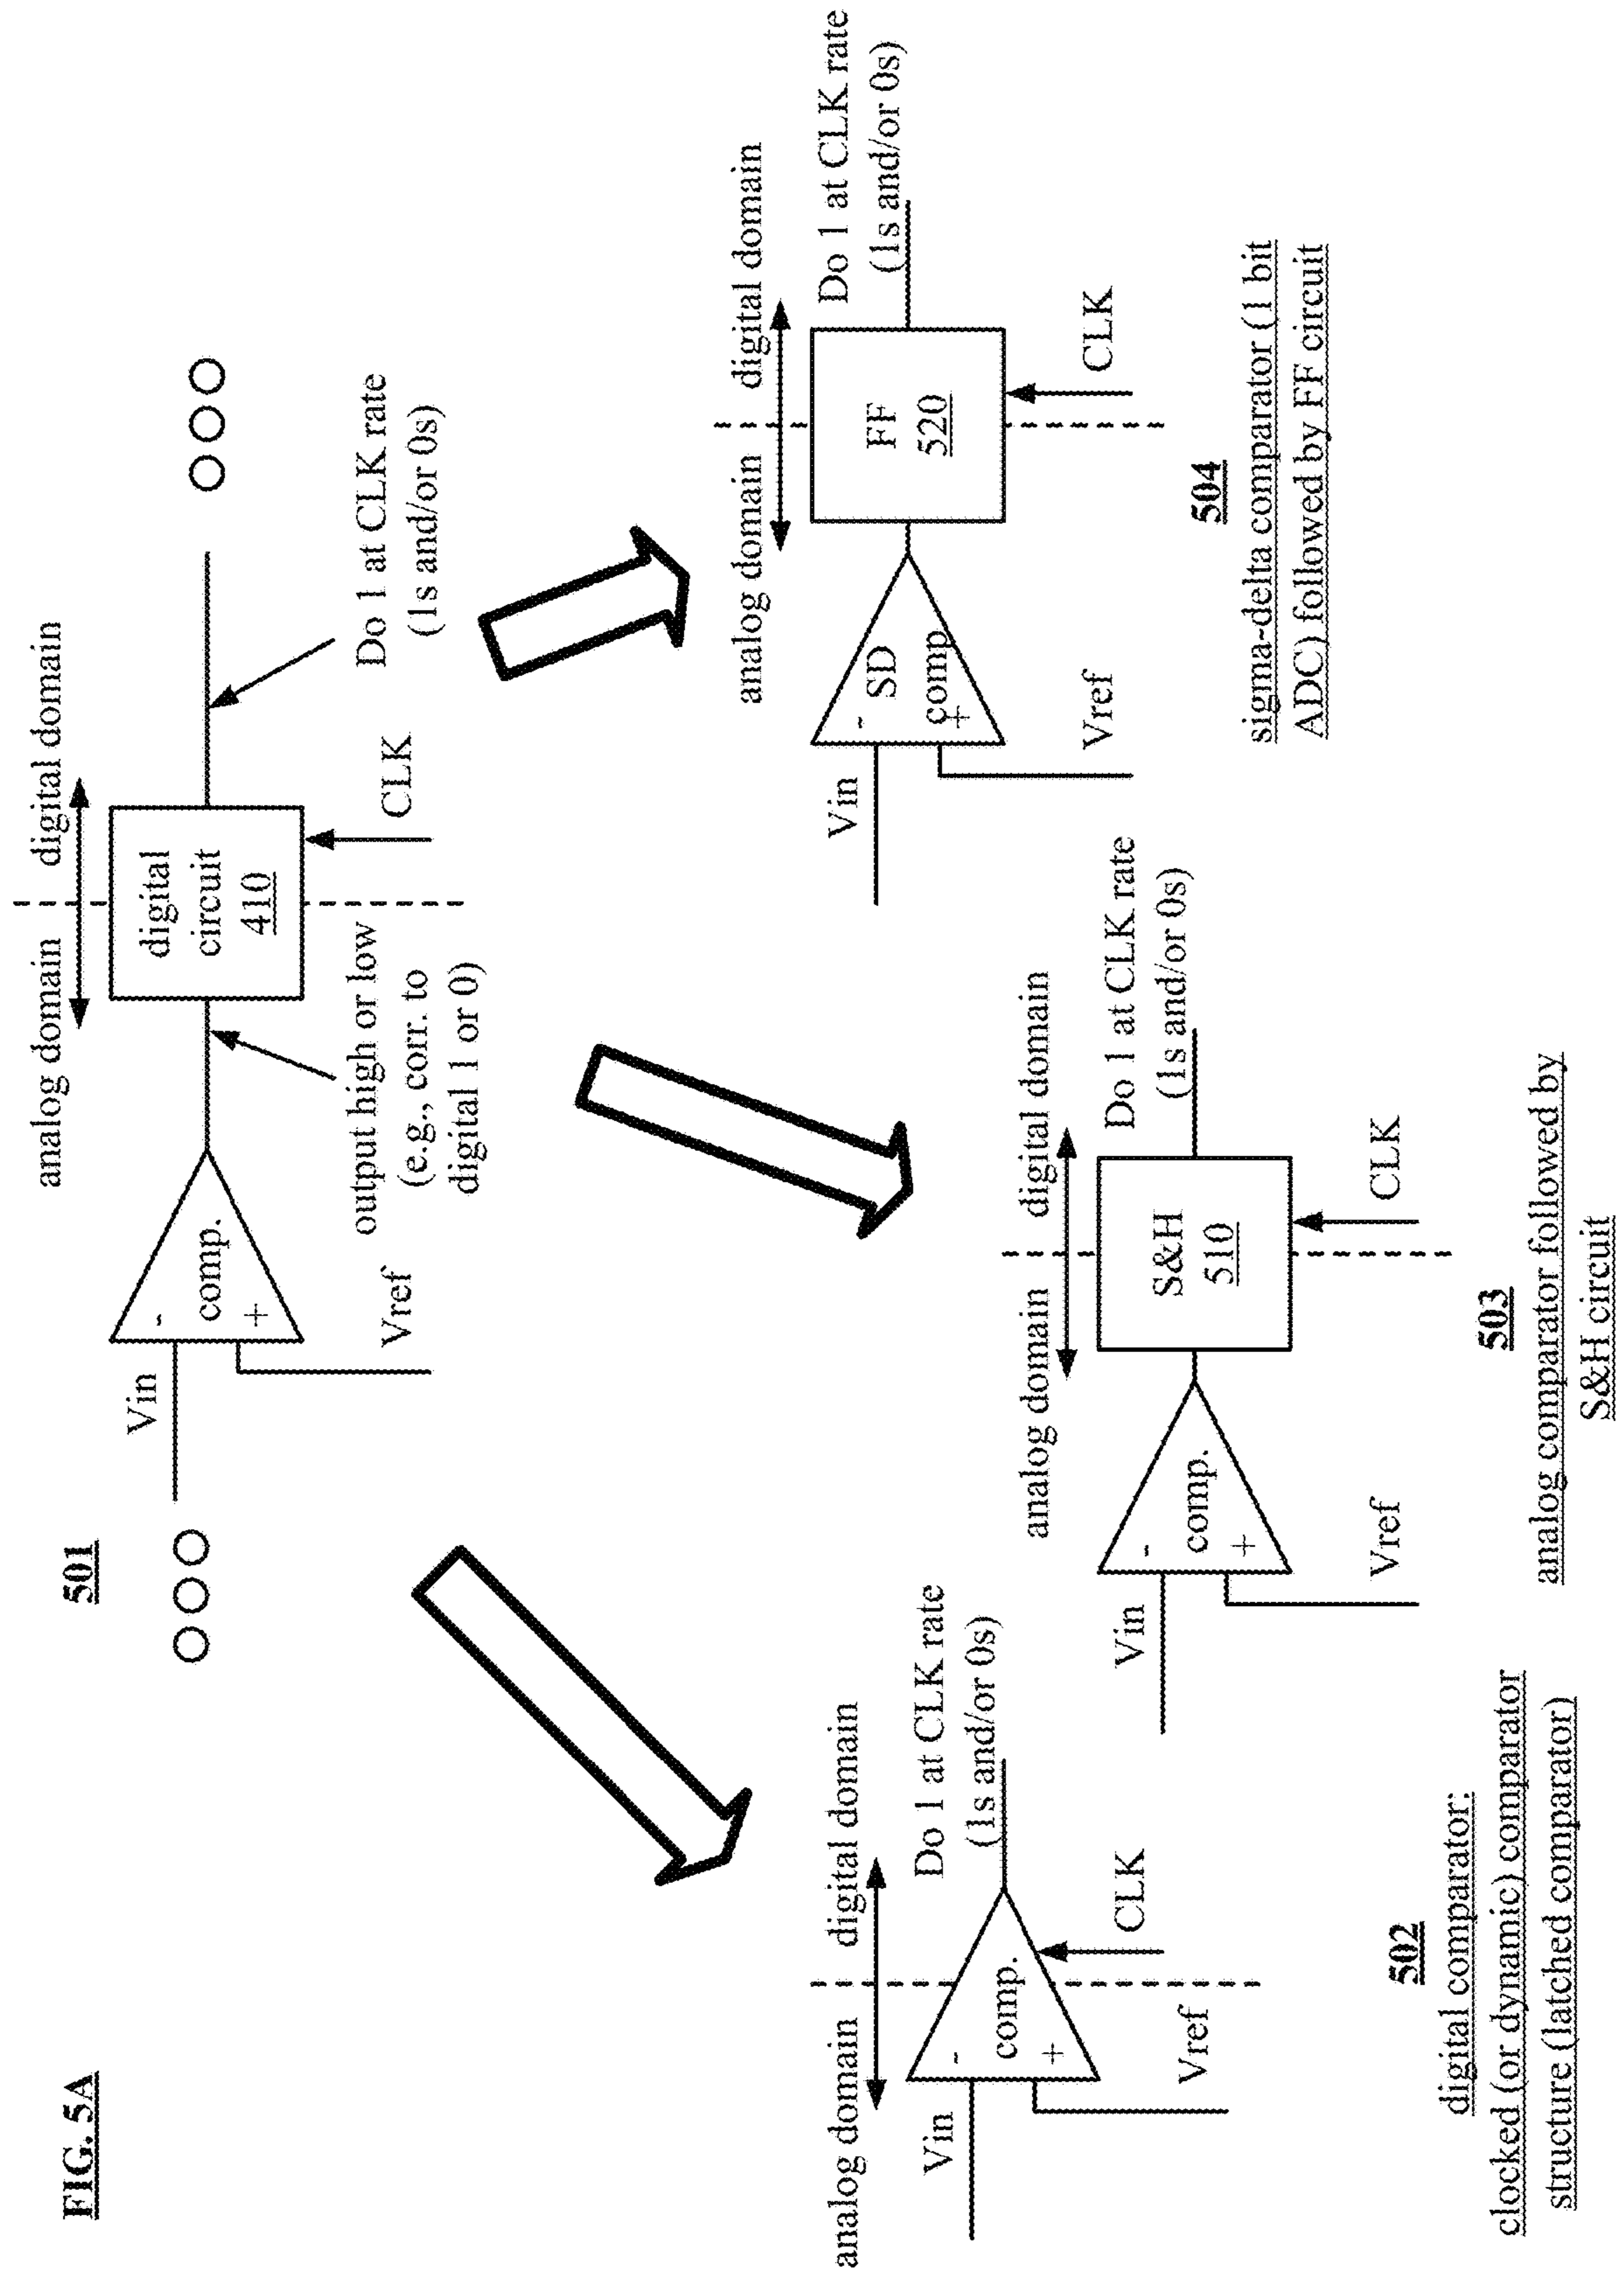 FIG. 5A
501
Vin
-
comp.
+
Vref
analog domain
digital domain
digital
circuit
410
CLK
output high or low
(e.g., corr. to
digital 1 or 0)
Do 1 at CLK rate
(1s and/or 0s)
analog domain
digital domain
Vin
-
comp.
+
Vref
CLK
Do 1 at CLK rate
(1s and/or 0s)
502
digital comparator:
clocked (or dynamic) comparator
structure (latched comparator)
analog domain
digital domain
Vin
-
comp.
+
Vref
S&H
510
CLK
Do 1 at CLK rate
(1s and/or 0s)
503
analog comparator followed by
S&H circuit
analog domain
digital domain
Vin
-
SD
comp
+
Vref
FF
520
CLK
Do 1 at CLK rate
(1s and/or 0s)
504
sigma-delta comparator (1 bit
ADC) followed by FF circuit